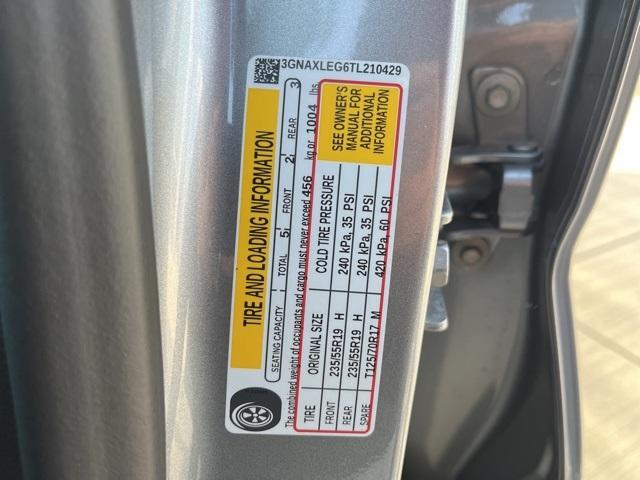 3GNAXLEG6TL210429
TIRE AND LOADING INFORMATION
SEATING CAPACITY TOTAL 5 FRONT 2 REAR 3
The combined weight of occupants and cargo must never exceed 456 kg or 1004 lbs
TIRE ORIGINAL SIZE COLD TIRE PRESSURE
FRONT 235/55R19 H 240 kPa, 35 PSI
REAR 235/55R19 H 240 kPa, 35 PSI
SPARE T125/70R17 M 420 kPa, 60 PSI
SEE OWNER'S
MANUAL FOR
ADDITIONAL
INFORMATION